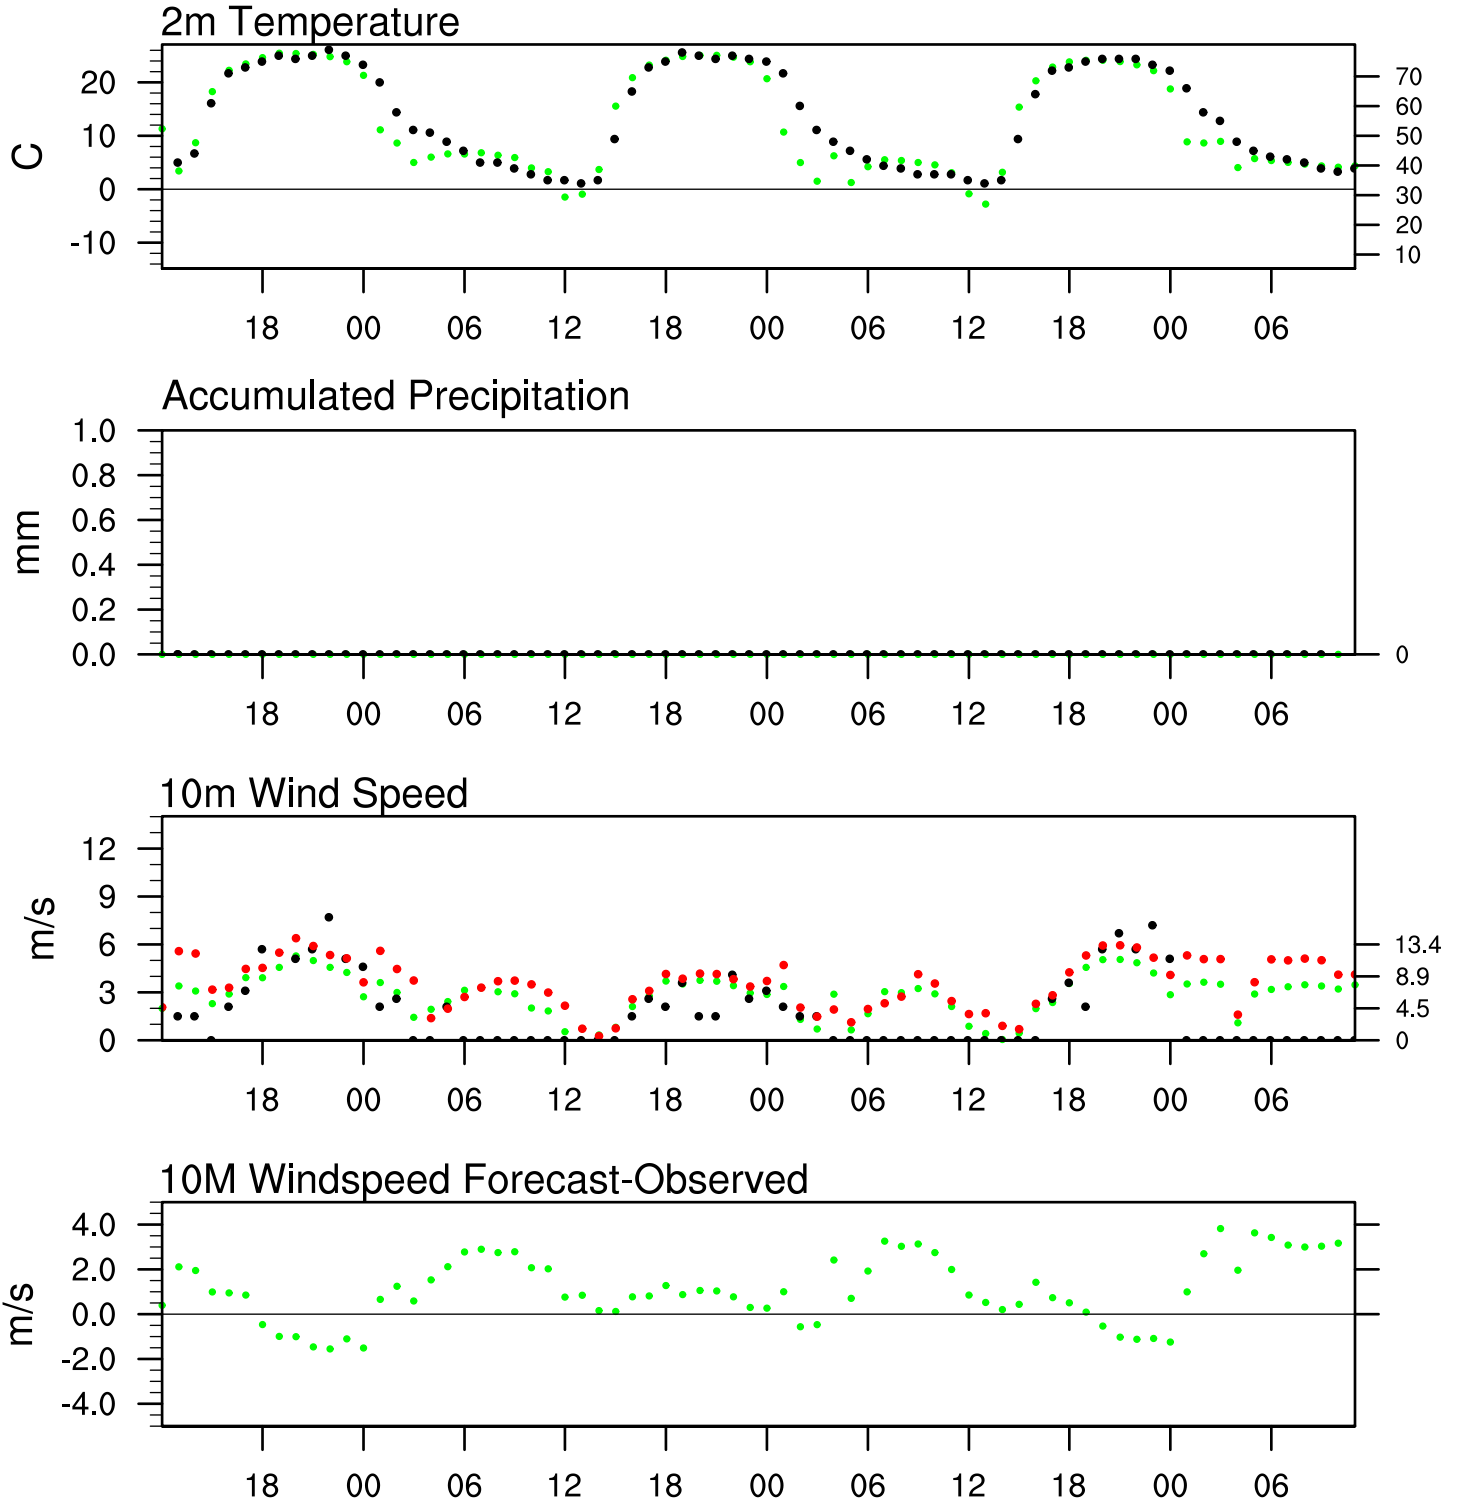 2m Temperature
20
10
0
-10
C
70
60
50
40
30
20
10
18 00 06 12 18 00 06 12 18 00 06
Accumulated Precipitation
1.0
0.8
0.6
0.4
0.2
0.0
mm
0
18 00 06 12 18 00 06 12 18 00 06
10m Wind Speed
12
9
6
3
0
m/s
13.4
8.9
4.5
0
18 00 06 12 18 00 06 12 18 00 06
10M Windspeed Forecast-Observed
4.0
2.0
0.0
-2.0
-4.0
m/s
18 00 06 12 18 00 06 12 18 00 06